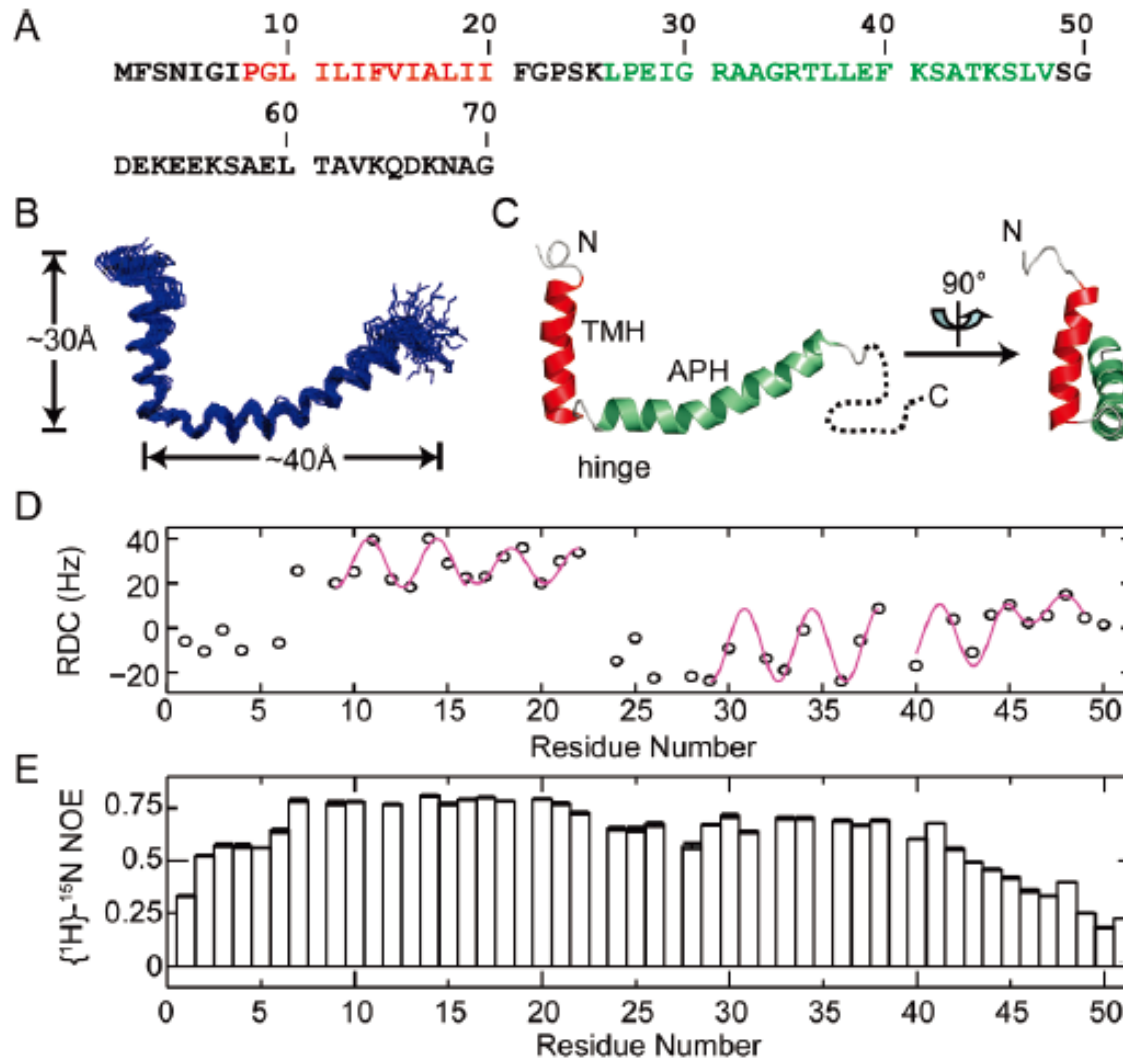 A
10 20 30 40 50
MFSNIGIPGL ILIFVIALII FGPSKLPEIG RAAGRTLLEF KSATKSLVSG
60 70
DEKEEKSAEL TAVKQDKNAG
B
~30Å
~40Å
C
N
TMH
APH
hinge
C
90°
N
D
RDC (Hz)
40
20
0
−20
0 5 10 15 20 25 30 35 40 45 50
Residue Number
E
{¹H}-¹⁵N NOE
0.75
0.5
0.25
0
0 5 10 15 20 25 30 35 40 45 50
Residue Number